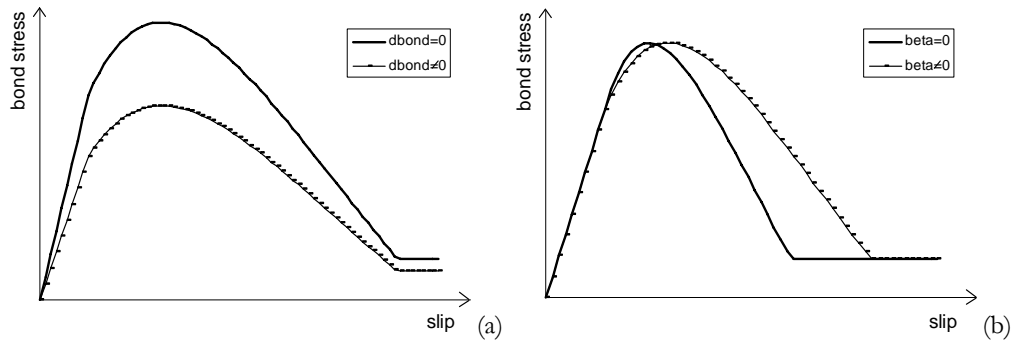 bond stress
dbond=0
dbond≠0
slip
(a)
bond stress
beta=0
beta≠0
slip
(b)